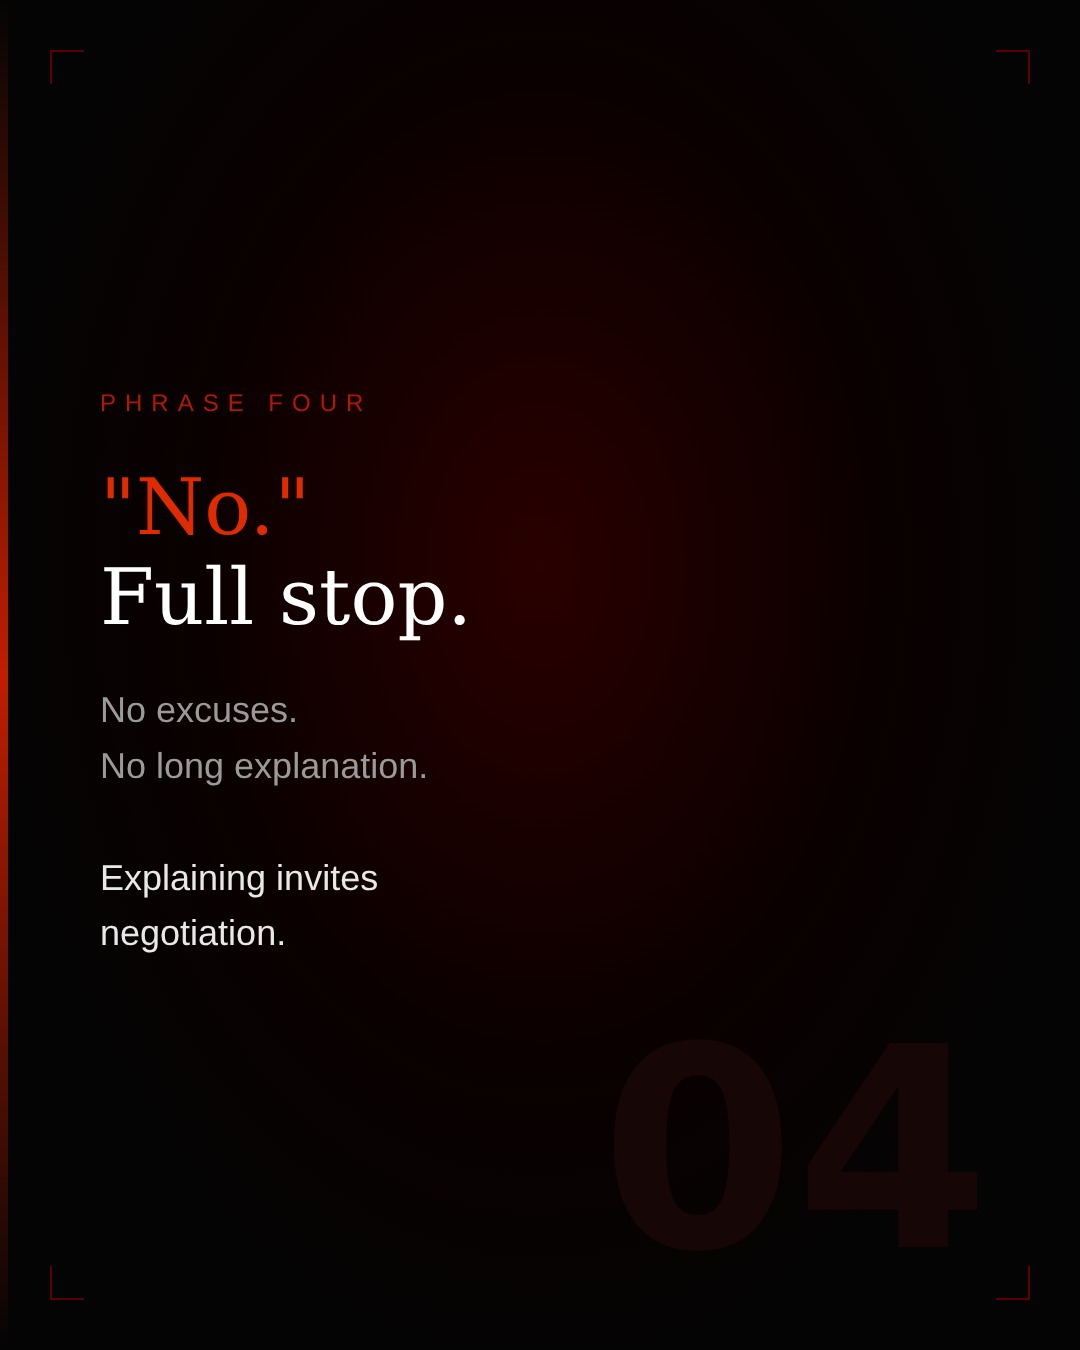 PHRASE FOUR
"No."
Full stop.
No excuses.
No long explanation.
Explaining invites
negotiation.
04